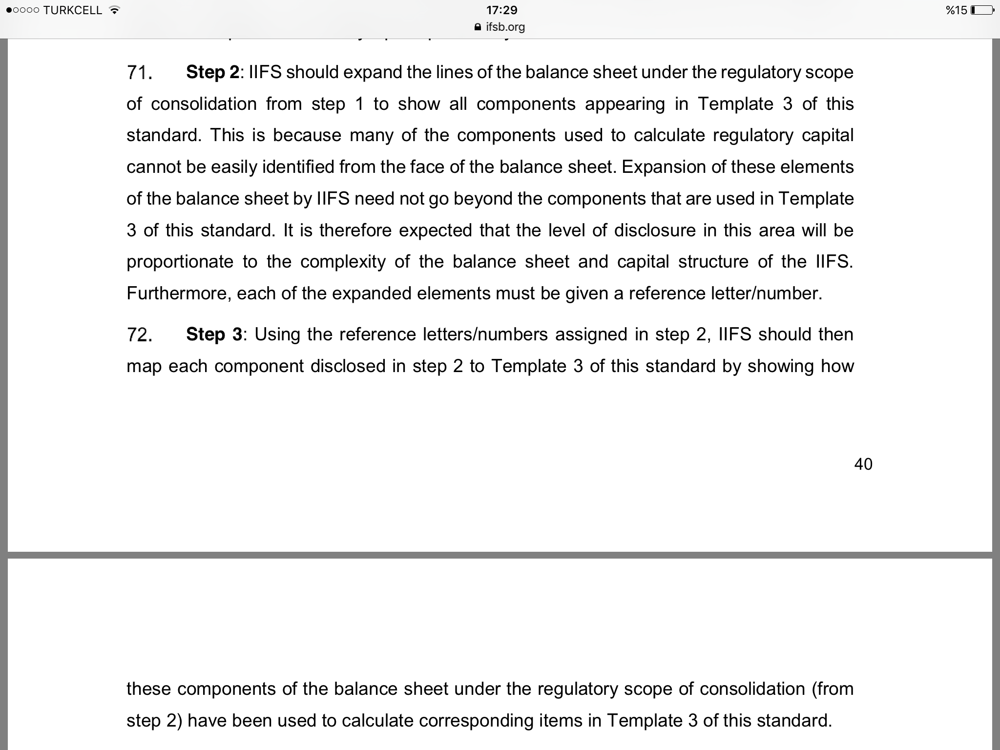 TURKCELL
17:29
%15
ifsb.org
71. Step 2: IIFS should expand the lines of the balance sheet under the regulatory scope
of consolidation from step 1 to show all components appearing in Template 3 of this
standard. This is because many of the components used to calculate regulatory capital
cannot be easily identified from the face of the balance sheet. Expansion of these elements
of the balance sheet by IIFS need not go beyond the components that are used in Template
3 of this standard. It is therefore expected that the level of disclosure in this area will be
proportionate to the complexity of the balance sheet and capital structure of the IIFS.
Furthermore, each of the expanded elements must be given a reference letter/number.
72. Step 3: Using the reference letters/numbers assigned in step 2, IIFS should then
map each component disclosed in step 2 to Template 3 of this standard by showing how
40
these components of the balance sheet under the regulatory scope of consolidation (from
step 2) have been used to calculate corresponding items in Template 3 of this standard.